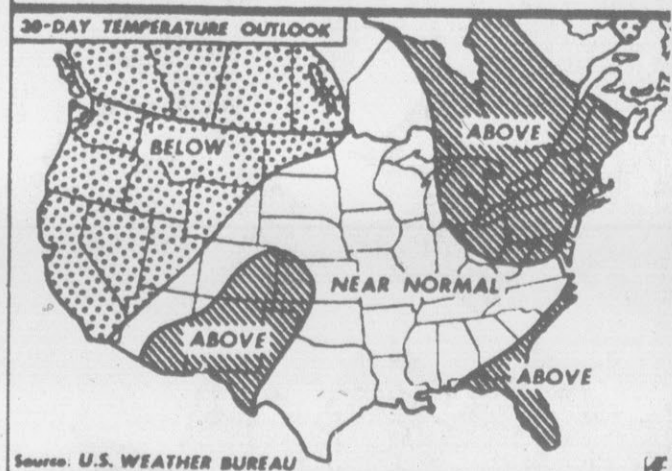 30-DAY TEMPERATURE OUTLOOK
BELOW
ABOVE
NEAR NORMAL
ABOVE
ABOVE
Source: U.S. WEATHER BUREAU